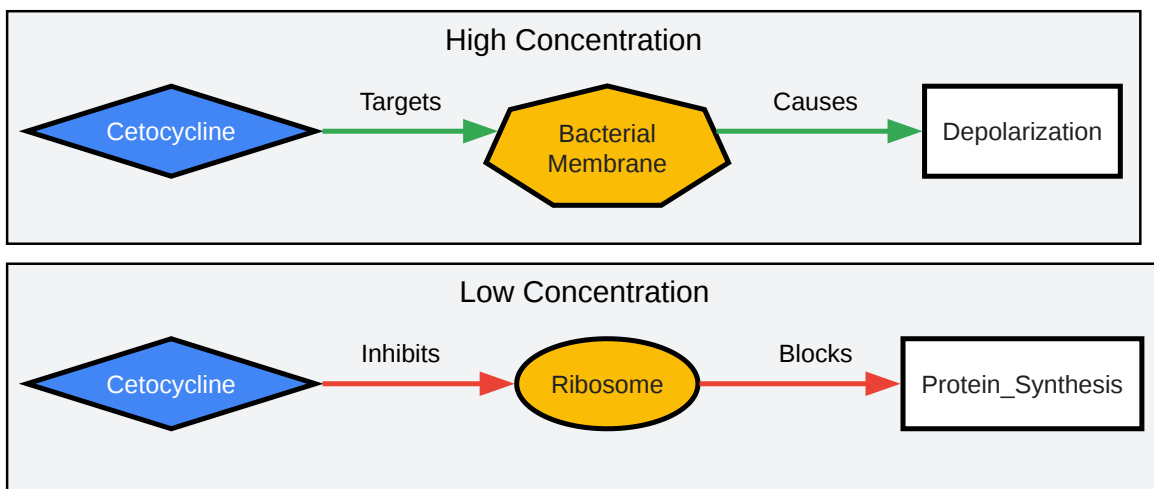 High Concentration
Targets
Causes
Cetocycline
Bacterial
Membrane
Depolarization
Low Concentration
Inhibits
Blocks
Cetocycline
Ribosome
Protein_Synthesis